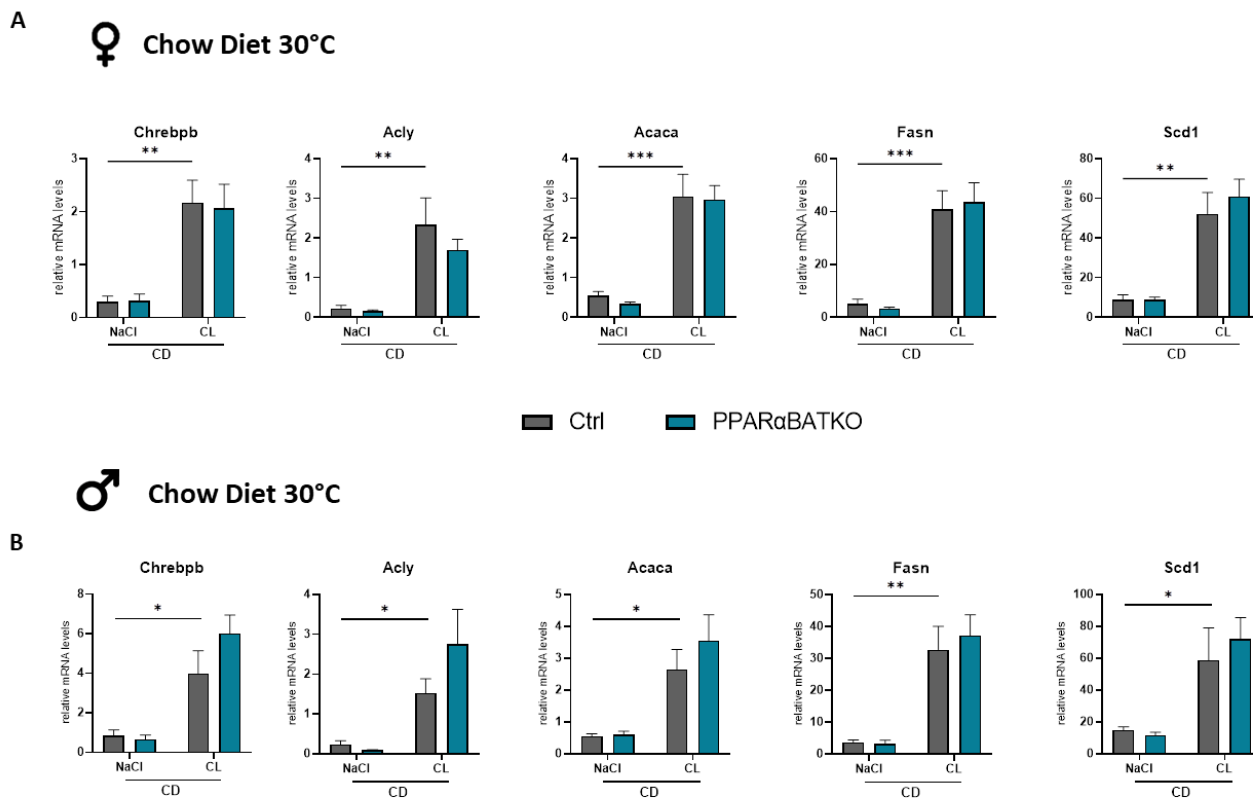 A
♀ Chow Diet 30°C
Chrebpb
relative mRNA levels
3
2
1
0
**
NaCl CL
CD
Acly
relative mRNA levels
4
3
2
1
0
**
NaCl CL
CD
Acaca
relative mRNA levels
4
3
2
1
0
***
NaCl CL
CD
Fasn
relative mRNA levels
60
40
20
0
***
NaCl CL
CD
Scd1
relative mRNA levels
80
60
40
20
0
**
NaCl CL
CD
Ctrl PPARαBATKO
♂ Chow Diet 30°C
B
Chrebpb
relative mRNA levels
8
6
4
2
0
*
NaCl CL
CD
Acly
relative mRNA levels
4
3
2
1
0
*
NaCl CL
CD
Acaca
relative mRNA levels
5
4
3
2
1
0
*
NaCl CL
CD
Fasn
relative mRNA levels
50
40
30
20
10
0
**
NaCl CL
CD
Scd1
relative mRNA levels
100
80
60
40
20
0
*
NaCl CL
CD